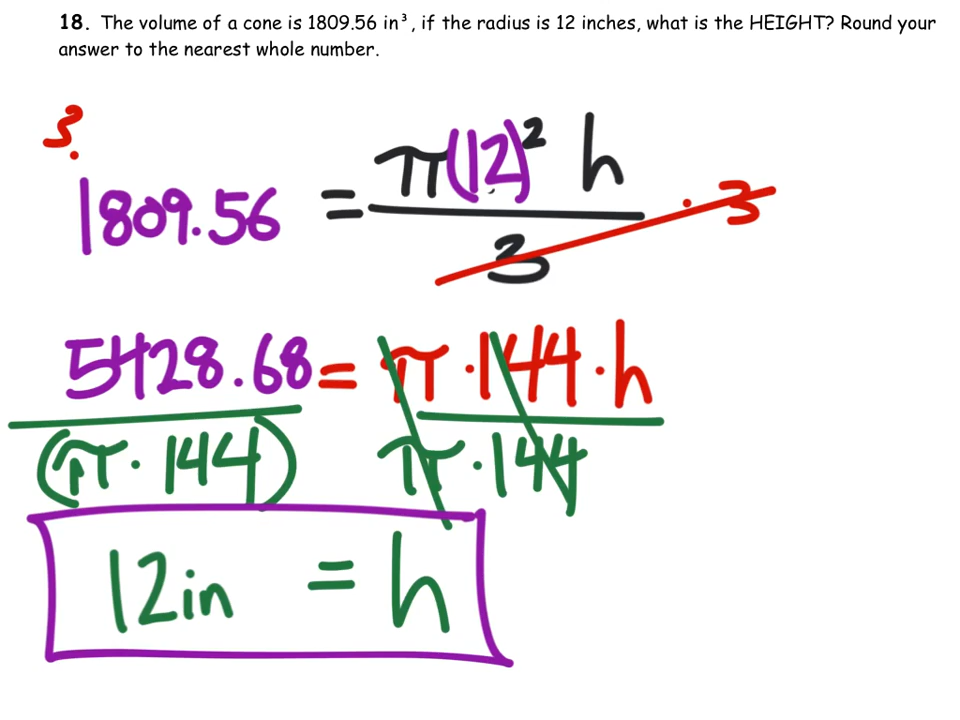 18. The volume of a cone is 1809.56 in³, if the radius is 12 inches, what is the HEIGHT? Round your
answer to the nearest whole number.
3 · 1809.56 = π(12)² h / 3 · 3
5428.68 = π · 144 · h
(π · 144) π · 144
12in = h